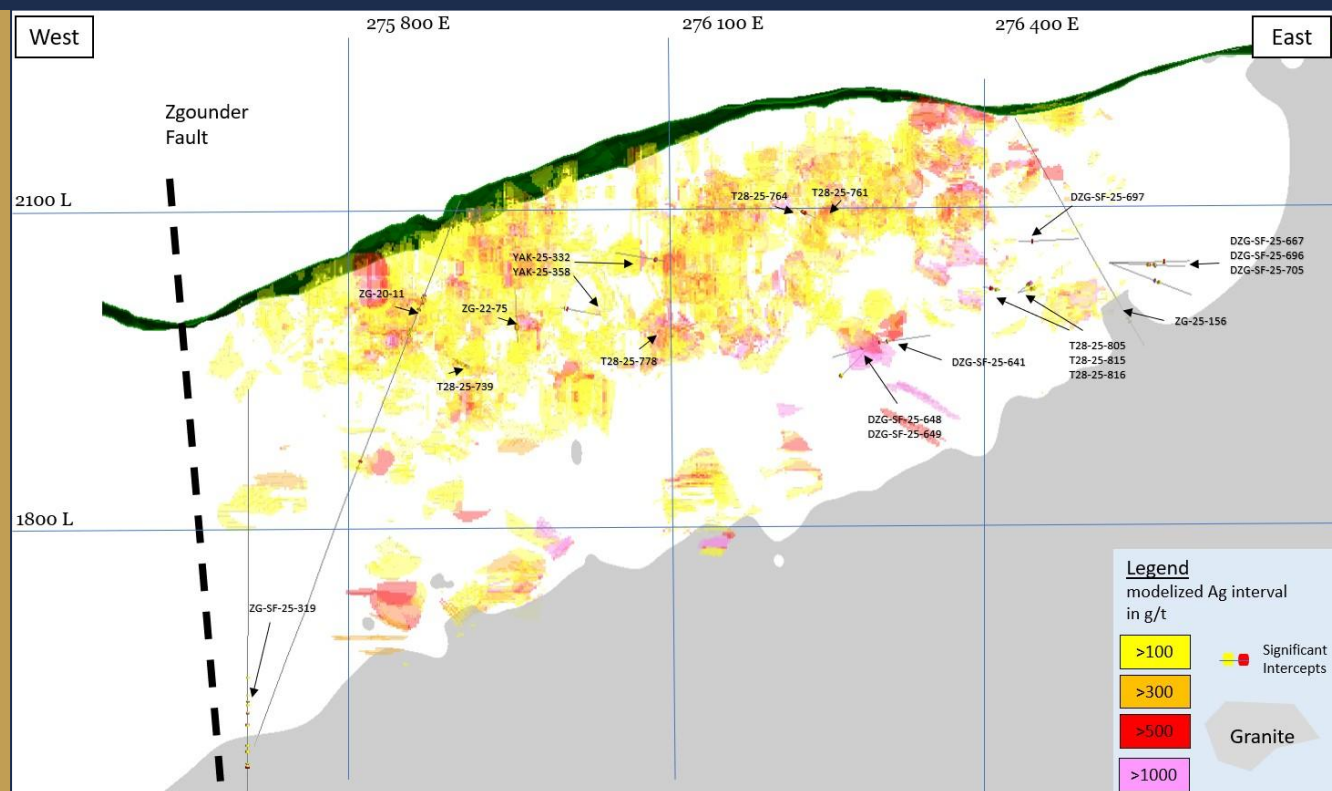 275 800 E
276 100 E
276 400 E
West
East
Zgounder
Fault
2100 L
T28-25-764
T28-25-761
DZG-SF-25-697
YAK-25-332
YAK-25-358
DZG-SF-25-667
DZG-SF-25-696
DZG-SF-25-705
ZG-20-11
ZG-22-75
ZG-25-156
T28-25-778
T28-25-805
T28-25-815
T28-25-816
DZG-SF-25-641
T28-25-739
DZG-SF-25-648
DZG-SF-25-649
1800 L
ZG-SF-25-319
Legend
modelized Ag interval
in g/t
>100
>300
>500
>1000
Significant
Intercepts
Granite